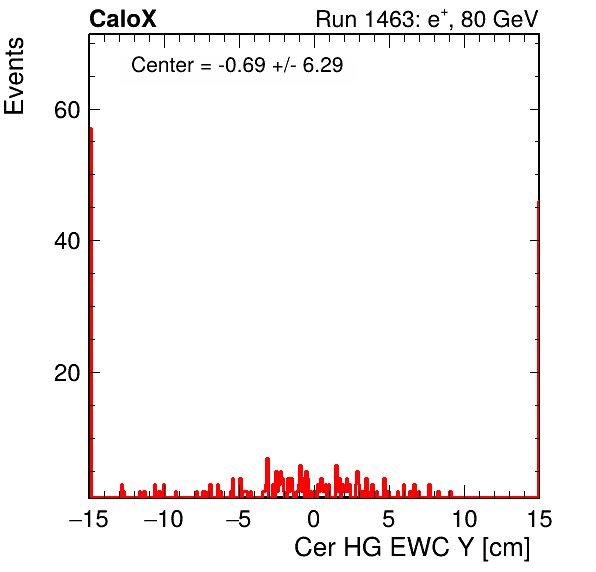 CaloX
Run 1463: e+, 80 GeV
Center = -0.69 +/- 6.29
Events
60
40
20
−15 −10 −5 0 5 10 15
Cer HG EWC Y [cm]